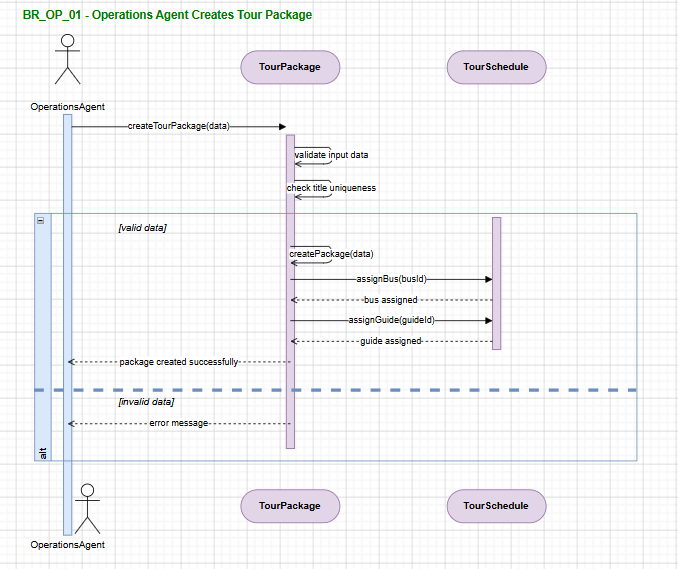 BR_OP_01 - Operations Agent Creates Tour Package
TourPackage
TourSchedule
OperationsAgent
createTourPackage(data)
validate input data
check title uniqueness
[valid data]
createPackage(data)
assignBus(busId)
bus assigned
assignGuide(guideId)
guide assigned
package created successfully
[invalid data]
error message
alt
TourPackage
TourSchedule
OperationsAgent